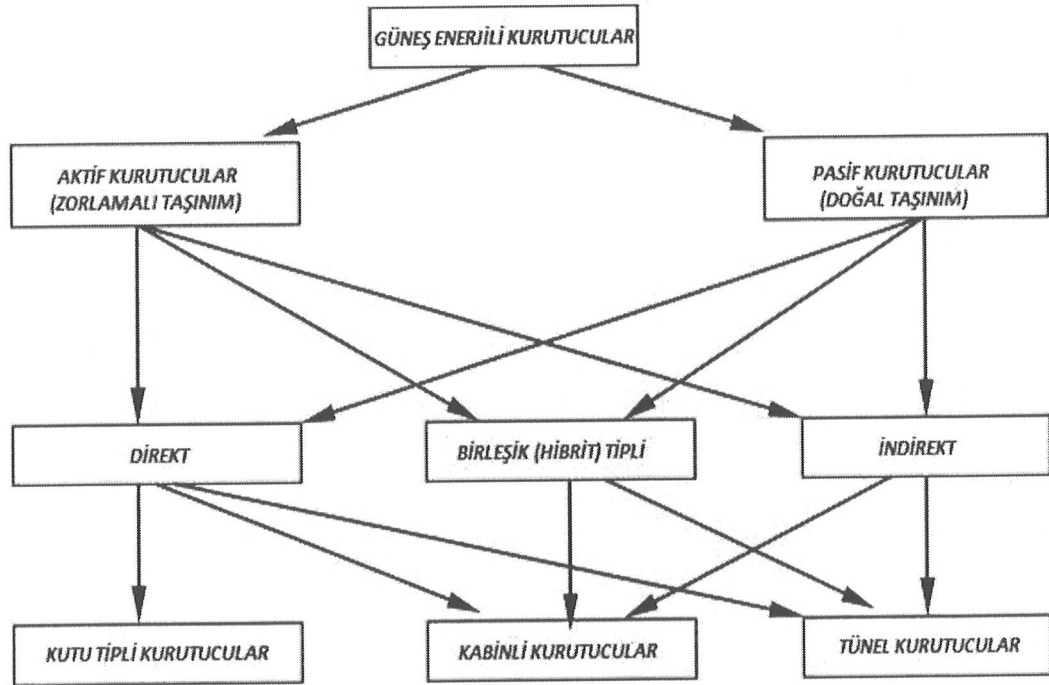 GÜNEŞ ENERJİLİ KURUTUCULAR
AKTİF KURUTUCULAR
(ZORLAMALI TAŞINIM)
PASİF KURUTUCULAR
(DOĞAL TAŞINIM)
DİREKT
BİRLEŞİK (HİBRİT) TİPLİ
İNDİREKT
KUTU TİPLİ KURUTUCULAR
KABİNLİ KURUTUCULAR
TÜNEL KURUTUCULAR